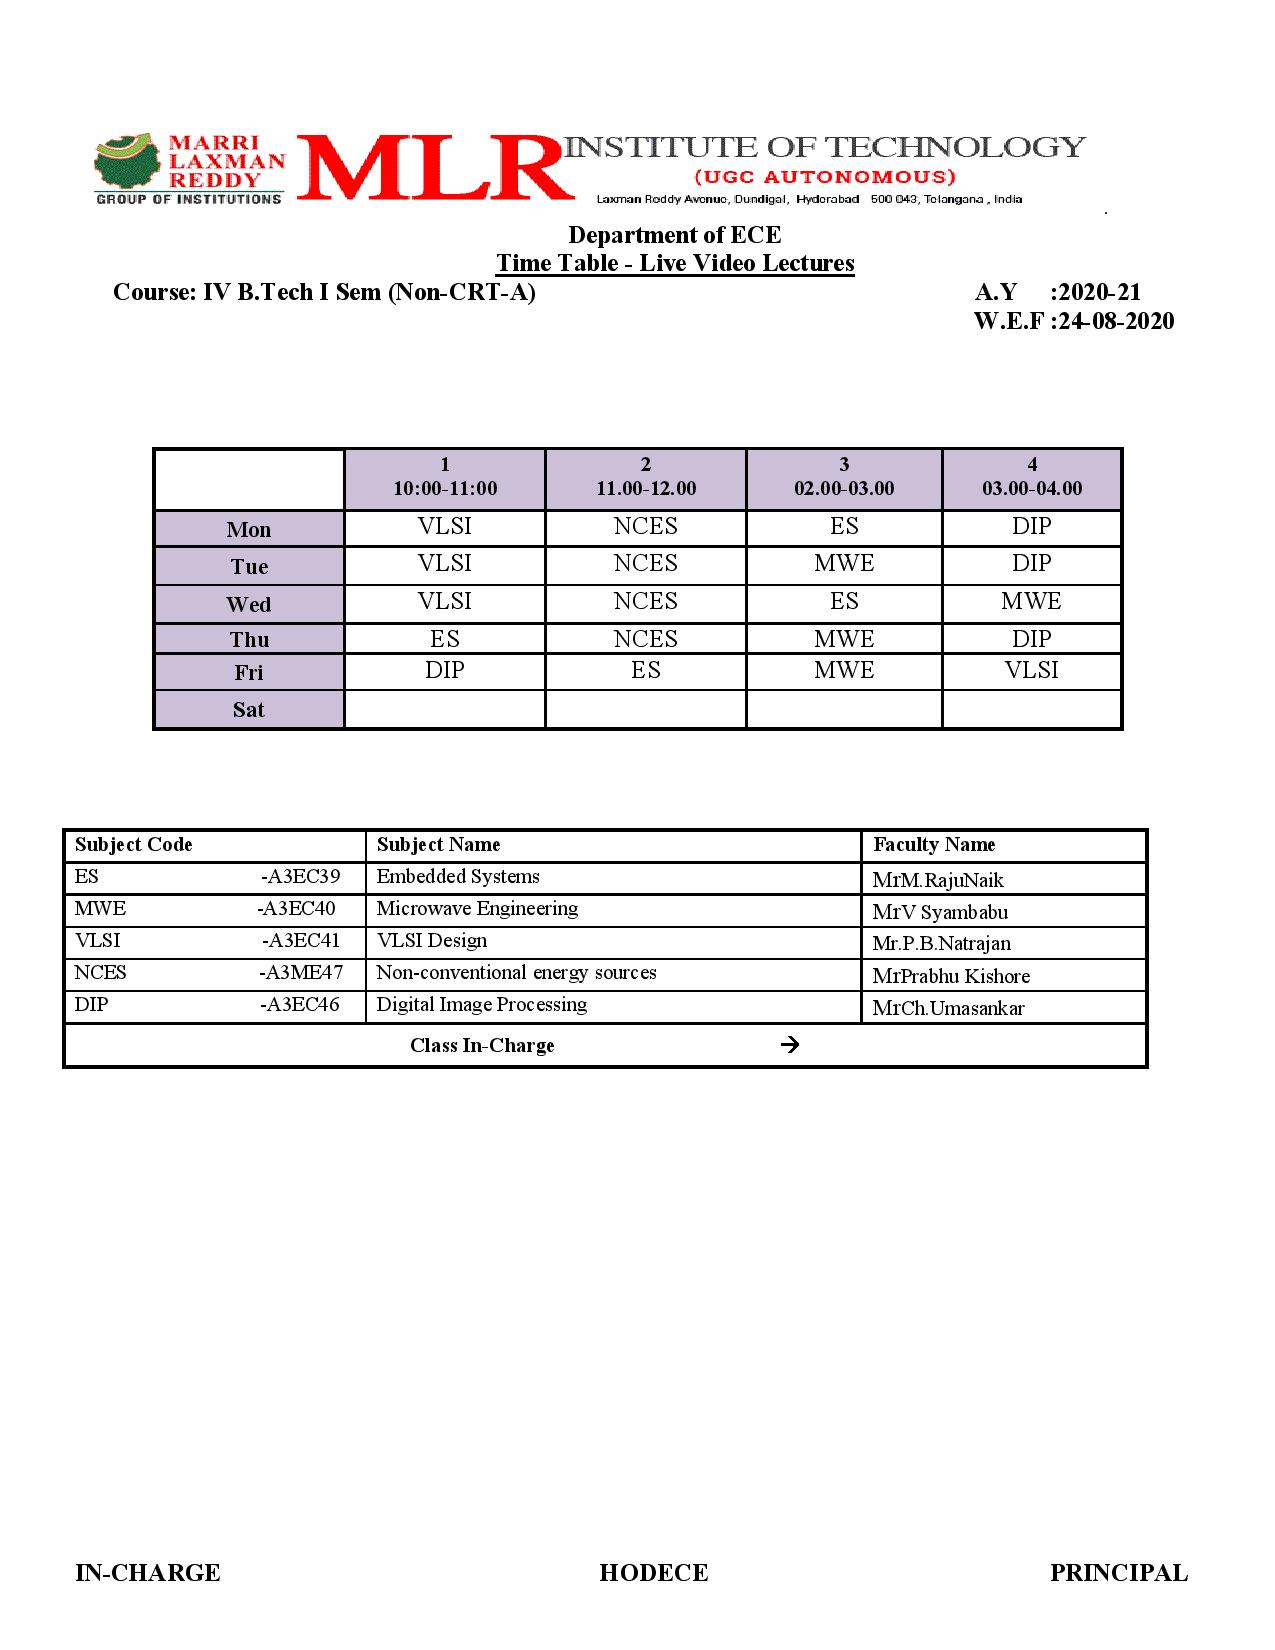 MARRI
LAXMAN
REDDY
GROUP OF INSTITUTIONS
MLR INSTITUTE OF TECHNOLOGY
(UGC AUTONOMOUS)
Laxman Reddy Avenue, Dundigal, Hyderabad 500 043, Telangana , India
.
Department of ECE
Time Table - Live Video Lectures
Course: IV B.Tech I Sem (Non-CRT-A) A.Y :2020-21
W.E.F :24-08-2020
1 2 3 4
10:00-11:00 11.00-12.00 02.00-03.00 03.00-04.00
Mon VLSI NCES ES DIP
Tue VLSI NCES MWE DIP
Wed VLSI NCES ES MWE
Thu ES NCES MWE DIP
Fri DIP ES MWE VLSI
Sat
Subject Code Subject Name Faculty Name
ES -A3EC39 Embedded Systems MrM.RajuNaik
MWE -A3EC40 Microwave Engineering MrV Syambabu
VLSI -A3EC41 VLSI Design Mr.P.B.Natrajan
NCES -A3ME47 Non-conventional energy sources MrPrabhu Kishore
DIP -A3EC46 Digital Image Processing MrCh.Umasankar
Class In-Charge →
IN-CHARGE HODECE PRINCIPAL